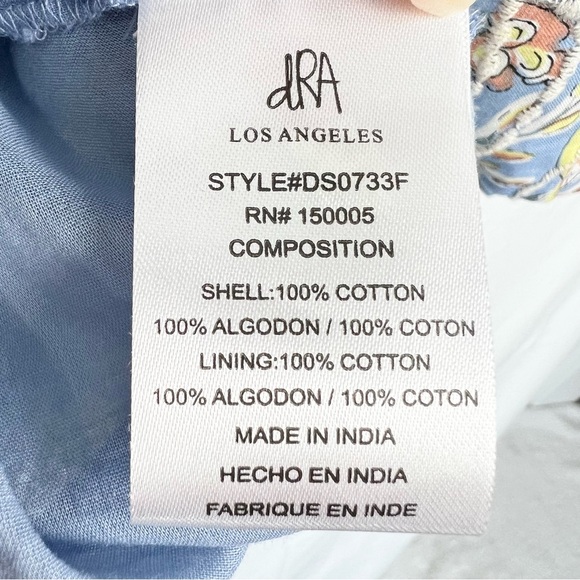 dRA
LOS ANGELES
STYLE#DS0733F
RN# 150005
COMPOSITION
SHELL:100% COTTON
100% ALGODON / 100% COTON
LINING:100% COTTON
100% ALGODON / 100% COTON
MADE IN INDIA
HECHO EN INDIA
FABRIQUE EN INDE